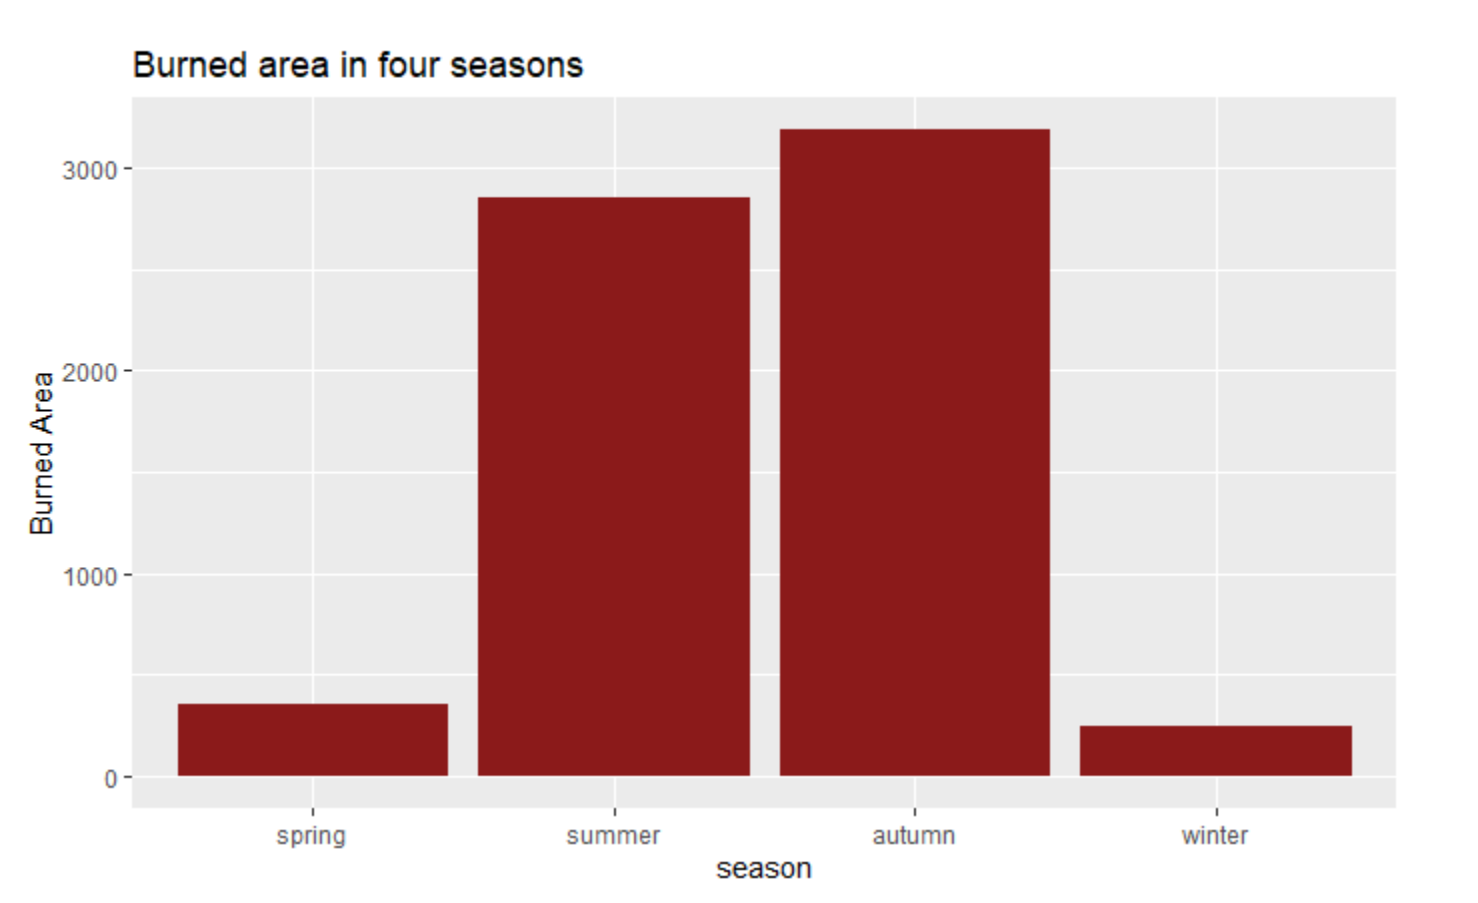 Burned area in four seasons
3000
2000
1000
0
Burned Area
spring summer autumn winter
season